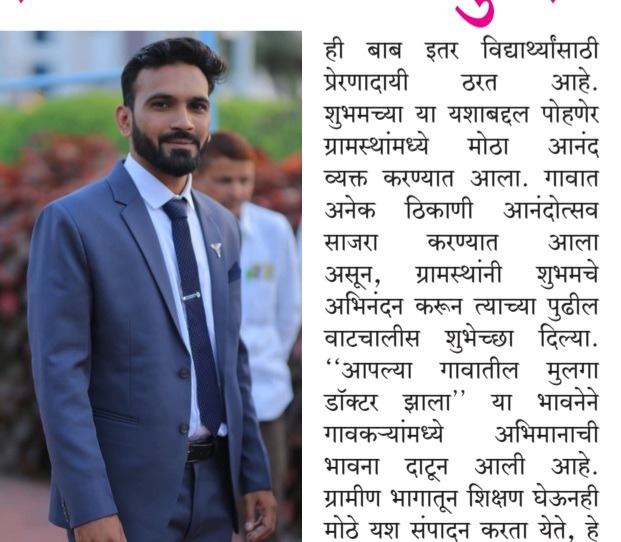 ही बाब इतर विद्यार्थ्यांसाठी
प्रेरणादायी ठरत आहे.
शुभमच्या या यशाबद्दल पोहणेर
ग्रामस्थांमध्ये मोठा आनंद
व्यक्त करण्यात आला. गावात
अनेक ठिकाणी आनंदोत्सव
साजरा करण्यात आला
असून, ग्रामस्थांनी शुभमचे
अभिनंदन करून त्याच्या पुढील
वाटचालीस शुभेच्छा दिल्या.
‘‘आपल्या गावातील मुलगा
डॉक्टर झाला’’ या भावनेने
गावकऱ्यांमध्ये अभिमानाची
भावना दाटून आली आहे.
ग्रामीण भागातून शिक्षण घेऊनही
मोठे यश संपादन करता येते, हे